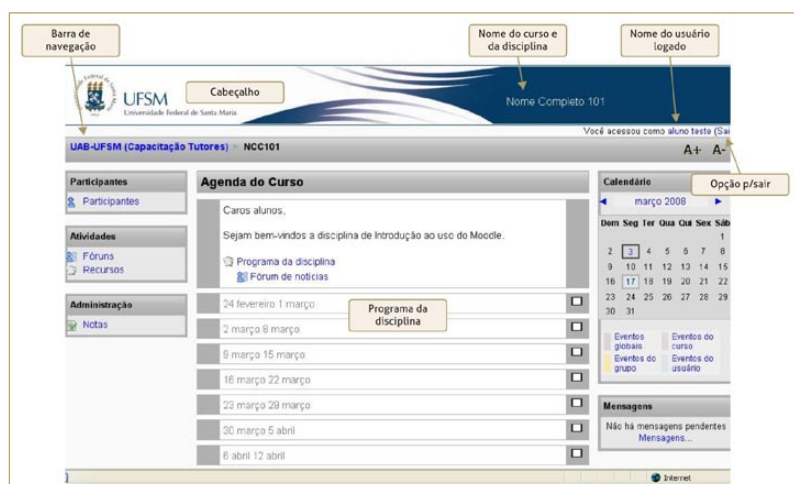 Barra de
navegação
Nome do curso e
da disciplina
Nome do usuário
logado
UFSM
Universidade Federal de Santa Maria
Cabeçalho
Nome Completo 101
Você acessou como aluno teste (Sai
UAB-UFSM (Capacitação Tutores) NCC101
A+ A-
Opção p/sair
Participantes
Participantes
Atividades
Fóruns
Recursos
Administração
Notas
Agenda do Curso
Caros alunos,
Sejam bem-vindos a disciplina de Introdução ao uso do Moodle.
Programa da disciplina
Fórum de notícias
24 fevereiro 1 março
2 março 8 março
9 março 15 março
16 março 22 março
23 março 29 março
30 março 5 abril
6 abril 12 abril
Programa da
disciplina
Calendário
março 2008
Dom Seg Ter Qua Qui Sex Sáb
1
2 3 4 5 6 7 8
9 10 11 12 13 14 15
16 17 18 19 20 21 22
23 24 25 26 27 28 29
30 31
Eventos
globais
Eventos do
curso
Eventos do
grupo
Eventos do
usuário
Mensagens
Não há mensagens pendentes
Mensagens...
Internet